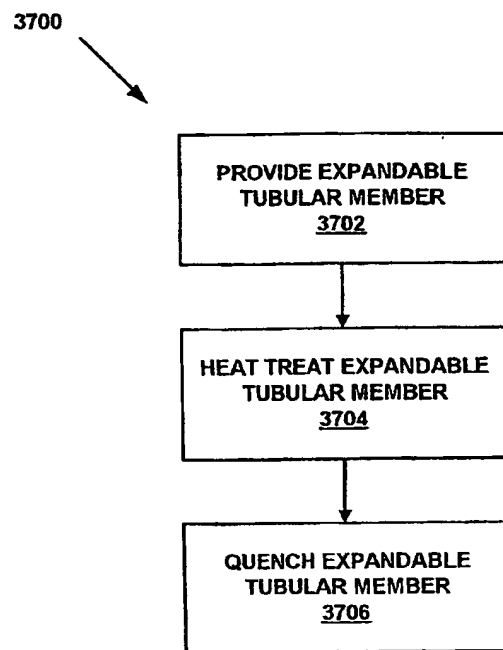 3700
PROVIDE EXPANDABLE
TUBULAR MEMBER
3702
HEAT TREAT EXPANDABLE
TUBULAR MEMBER
3704
QUENCH EXPANDABLE
TUBULAR MEMBER
3706